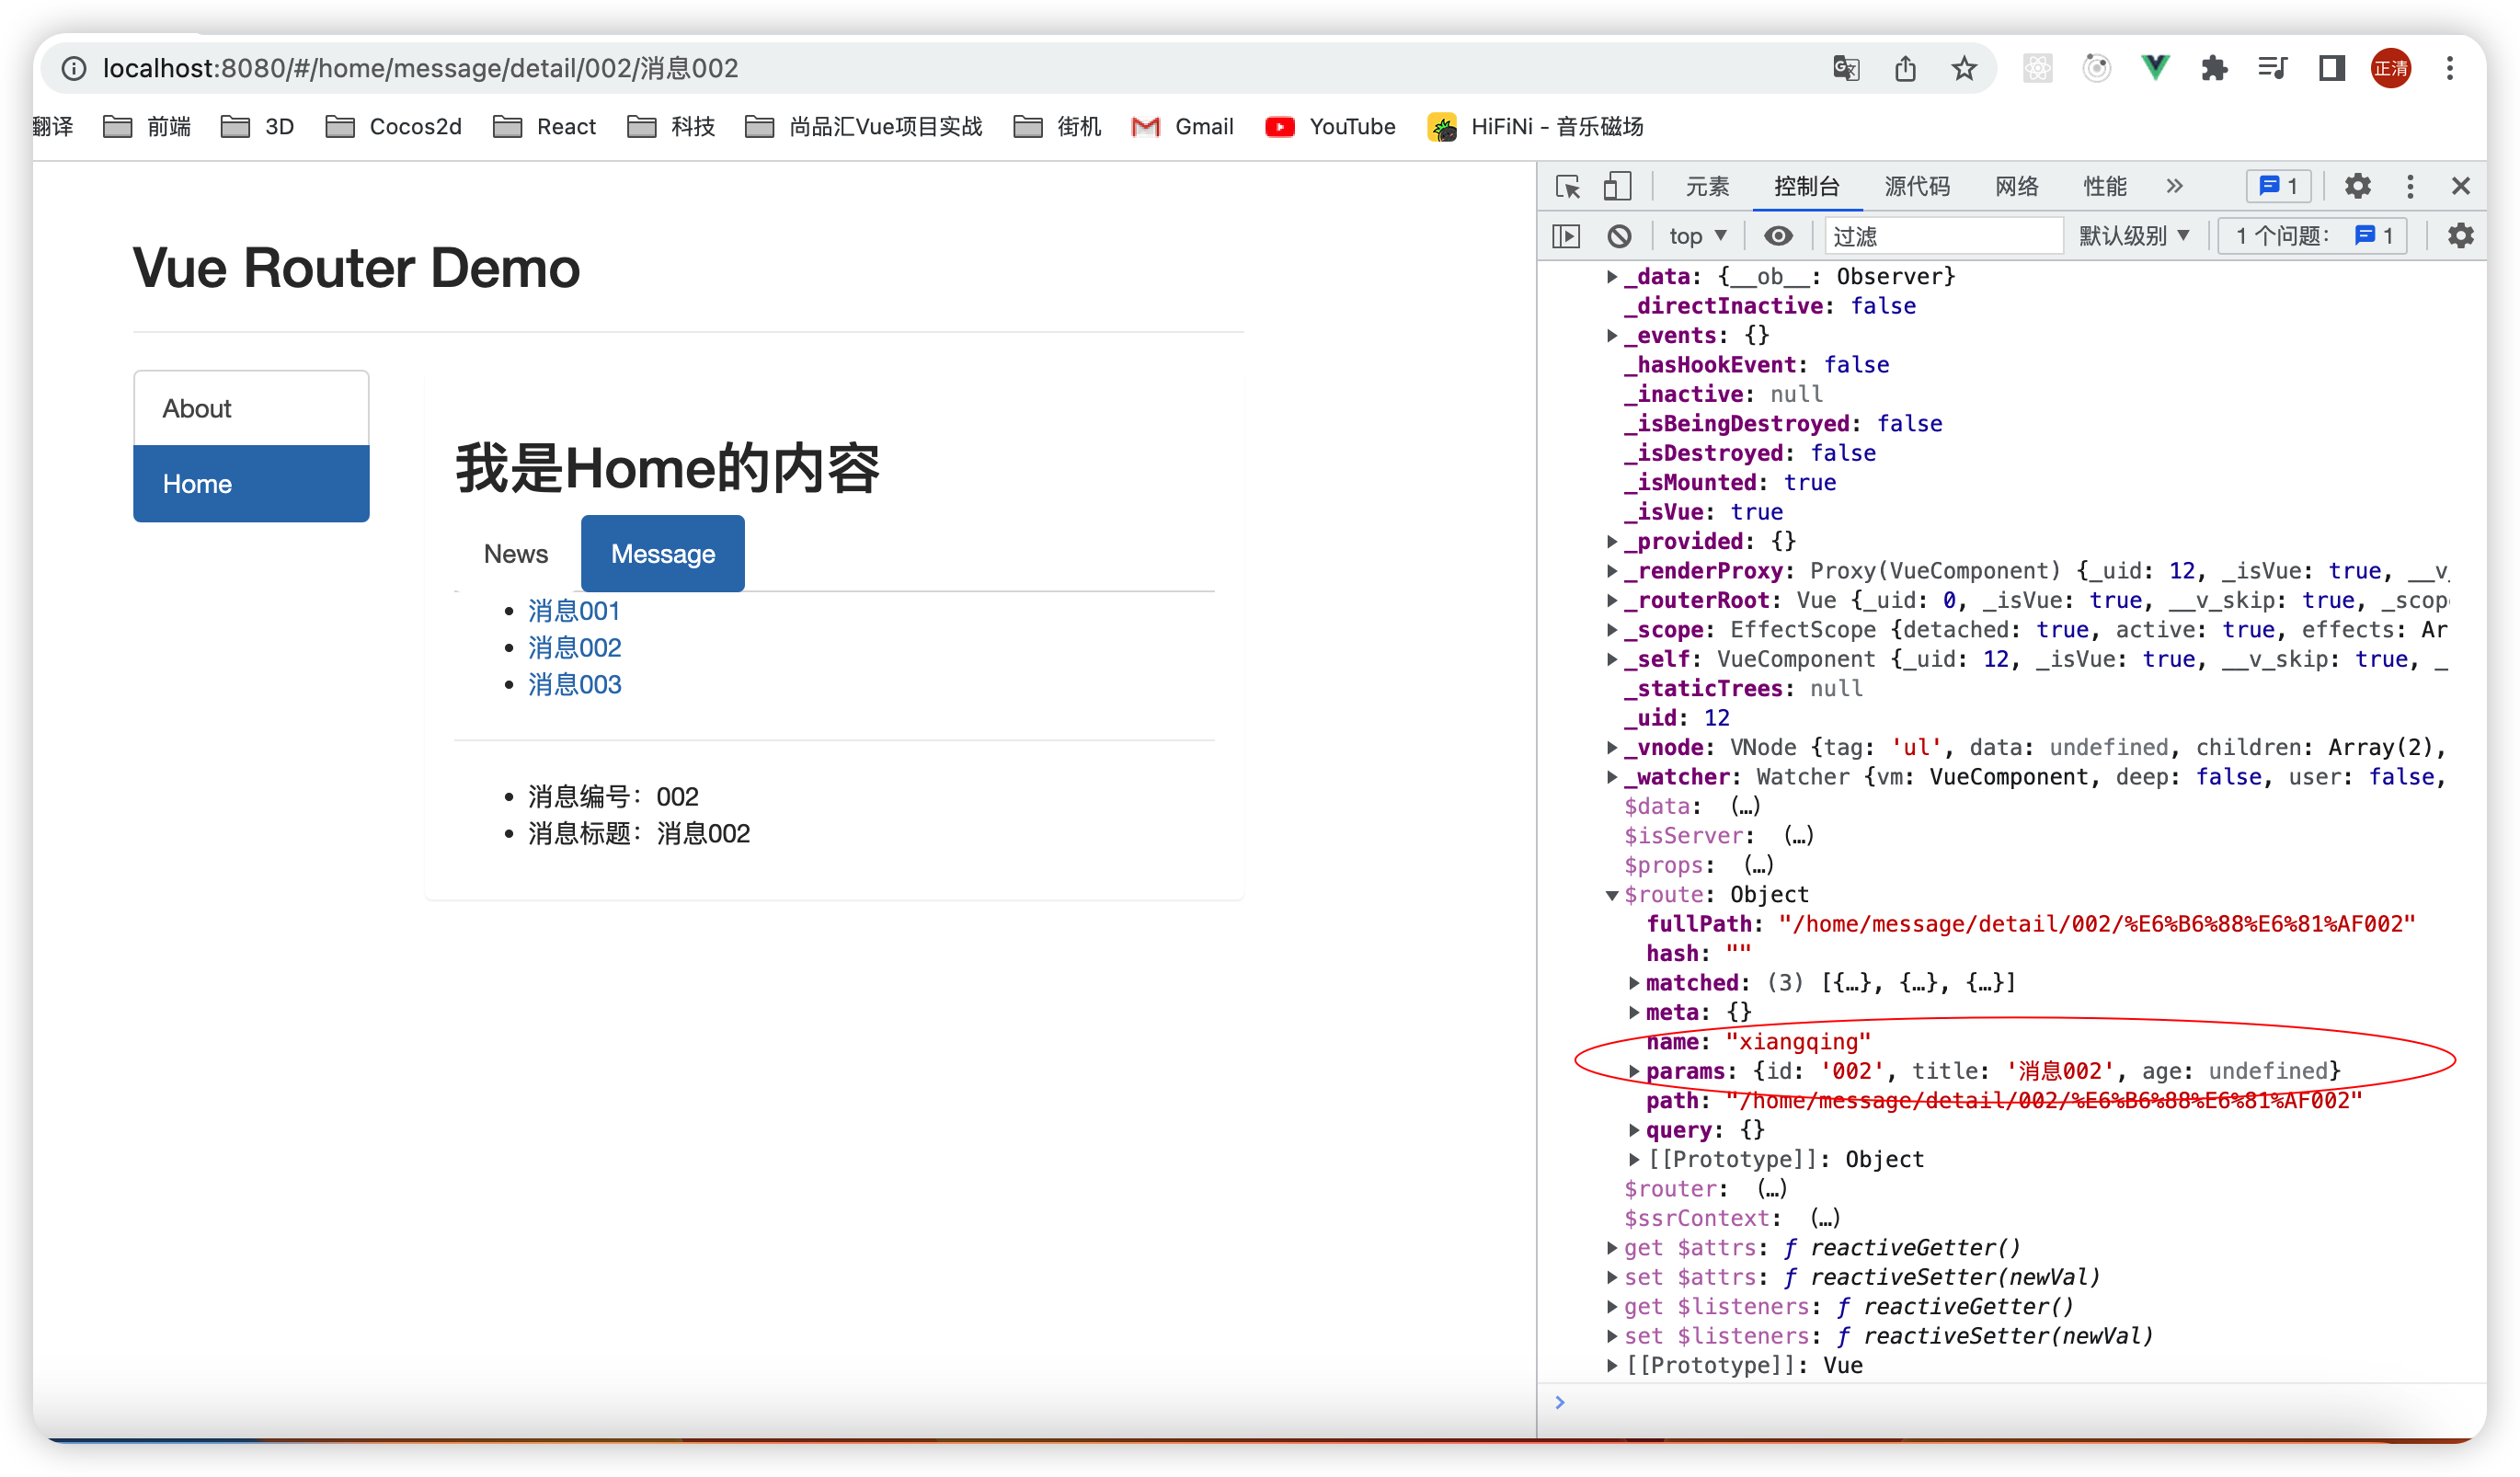 localhost:8080/#/home/message/detail/002/消息002
正清
翻译 前端 3D Cocos2d React 科技 尚品汇Vue项目实战 街机 Gmail YouTube HiFiNi - 音乐磁场
Vue Router Demo
About
Home
我是Home的内容
News Message
消息001
消息002
消息003
消息编号：002
消息标题：消息002
元素 控制台 源代码 网络 性能 » 1
top ▼ 过滤 默认级别 ▼ 1 个问题： 1
_data: {__ob__: Observer}
_directInactive: false
_events: {}
_hasHookEvent: false
_inactive: null
_isBeingDestroyed: false
_isDestroyed: false
_isMounted: true
_isVue: true
_provided: {}
_renderProxy: Proxy(VueComponent) {_uid: 12, _isVue: true, __v
_routerRoot: Vue {_uid: 0, _isVue: true, __v_skip: true, _scop
_scope: EffectScope {detached: true, active: true, effects: Ar
_self: VueComponent {_uid: 12, _isVue: true, __v_skip: true, _
_staticTrees: null
_uid: 12
_vnode: VNode {tag: 'ul', data: undefined, children: Array(2),
_watcher: Watcher {vm: VueComponent, deep: false, user: false,
$data: (…)
$isServer: (…)
$props: (…)
$route: Object
fullPath: "/home/message/detail/002/%E6%B6%88%E6%81%AF002"
hash: ""
matched: (3) [{…}, {…}, {…}]
meta: {}
name: "xiangqing"
params: {id: '002', title: '消息002', age: undefined}
path: "/home/message/detail/002/%E6%B6%88%E6%81%AF002"
query: {}
[[Prototype]]: Object
$router: (…)
$ssrContext: (…)
get $attrs: ƒ reactiveGetter()
set $attrs: ƒ reactiveSetter(newVal)
get $listeners: ƒ reactiveGetter()
set $listeners: ƒ reactiveSetter(newVal)
[[Prototype]]: Vue